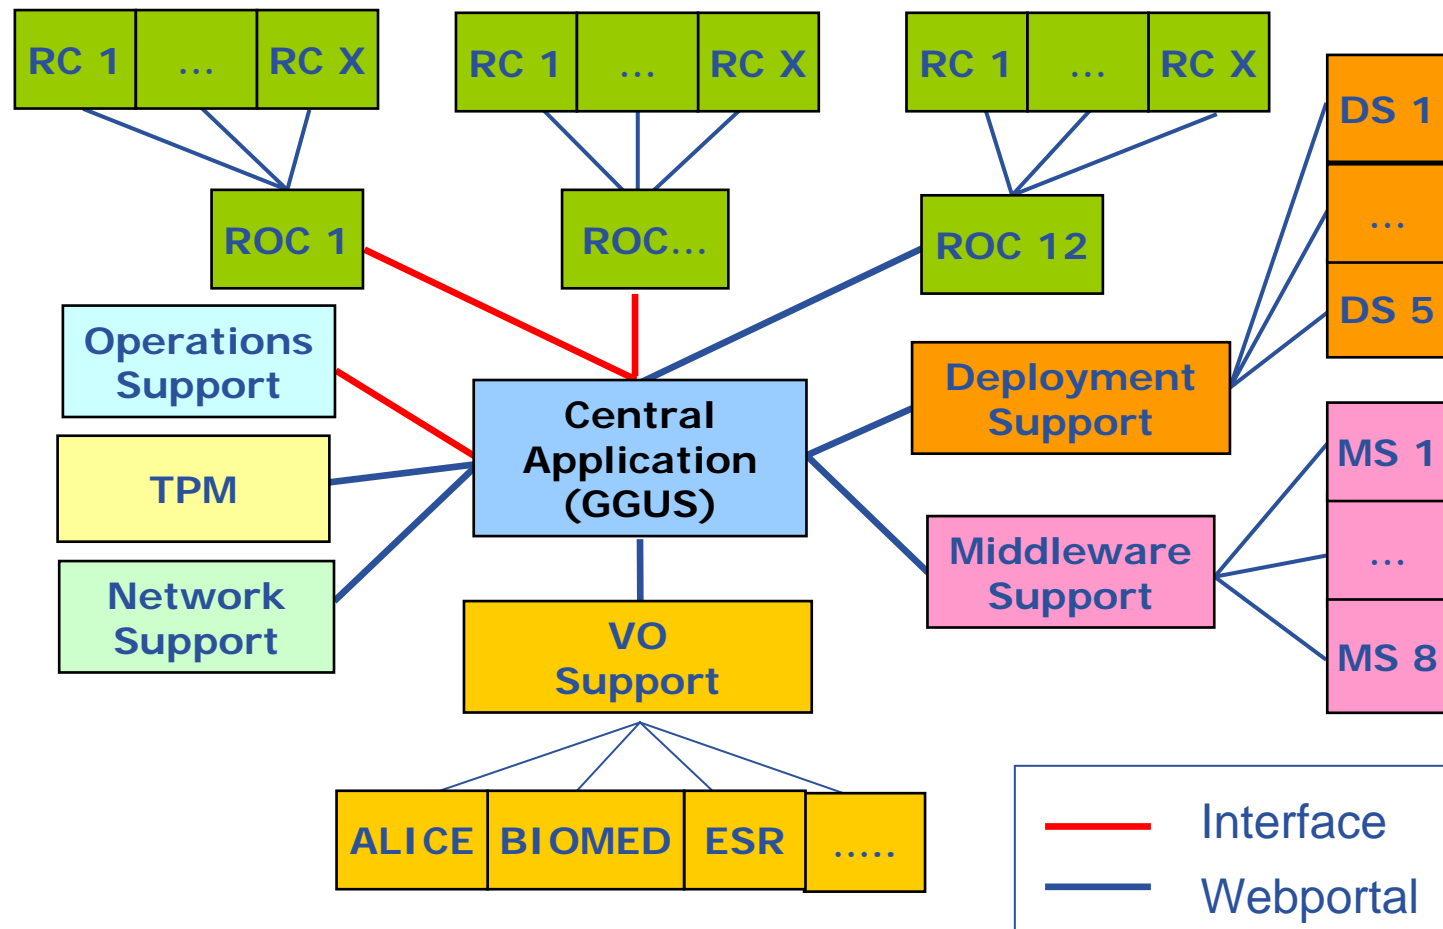 RC 1 ... RC X
RC 1 ... RC X
RC 1 ... RC X
DS 1
...
DS 5
ROC 1
ROC...
ROC 12
Operations
Support
TPM
Network
Support
Central
Application
(GGUS)
Deployment
Support
Middleware
Support
MS 1
...
MS 8
VO
Support
ALICE BIOMED ESR .....
Interface
Webportal